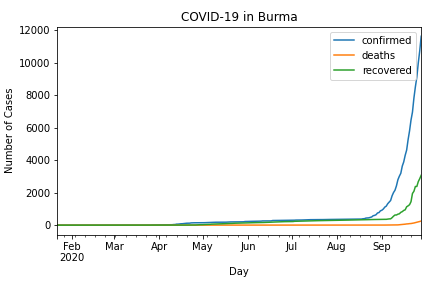 COVID-19 in Burma
Number of Cases
12000
10000
8000
6000
4000
2000
0
confirmed
deaths
recovered
Feb
2020
Mar
Apr
May
Jun
Jul
Aug
Sep
Day